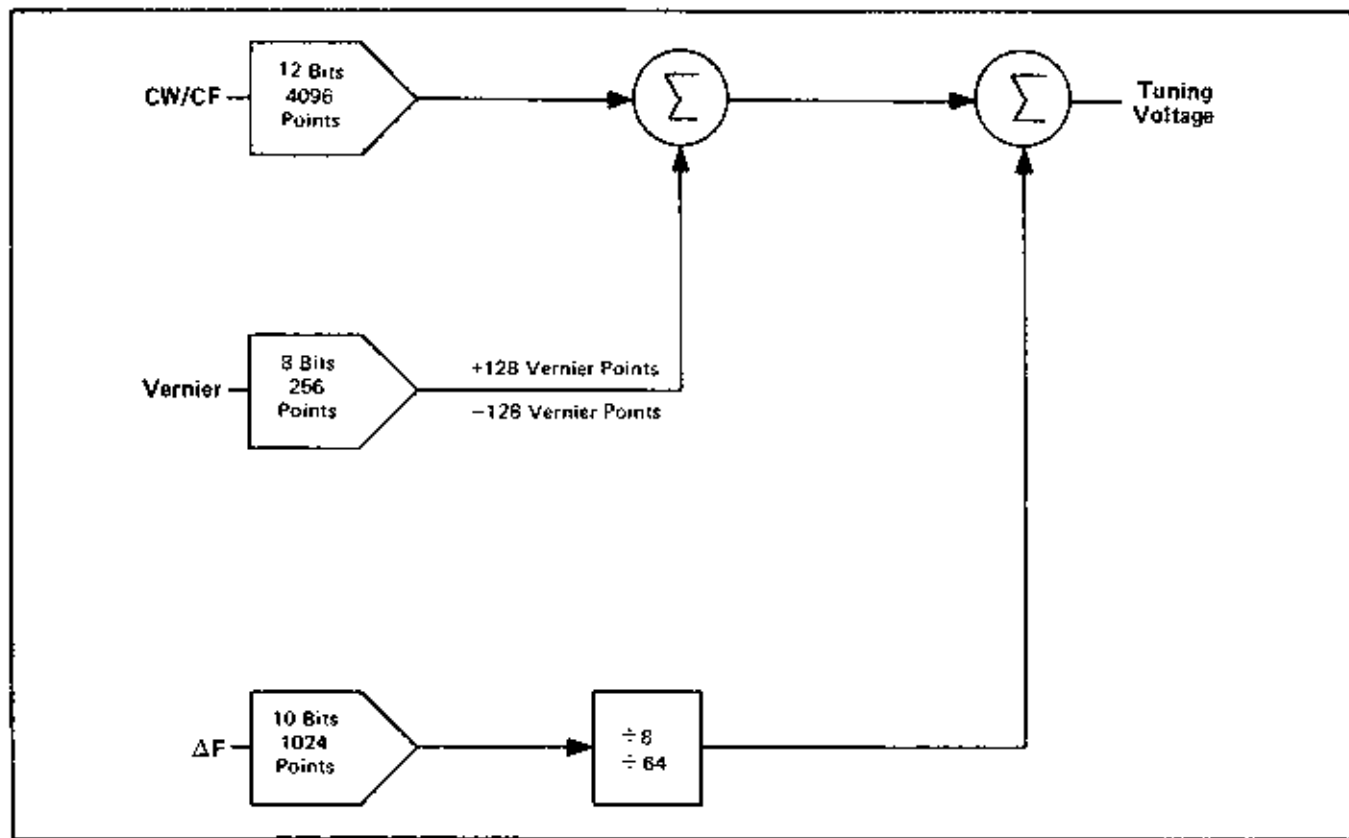 12 Bits
4096
Points
CW/CF
Σ
Σ
Tuning
Voltage
8 Bits
256
Points
Vernier
+128 Vernier Points
−128 Vernier Points
10 Bits
1024
Points
ΔF
÷ 8
÷ 64